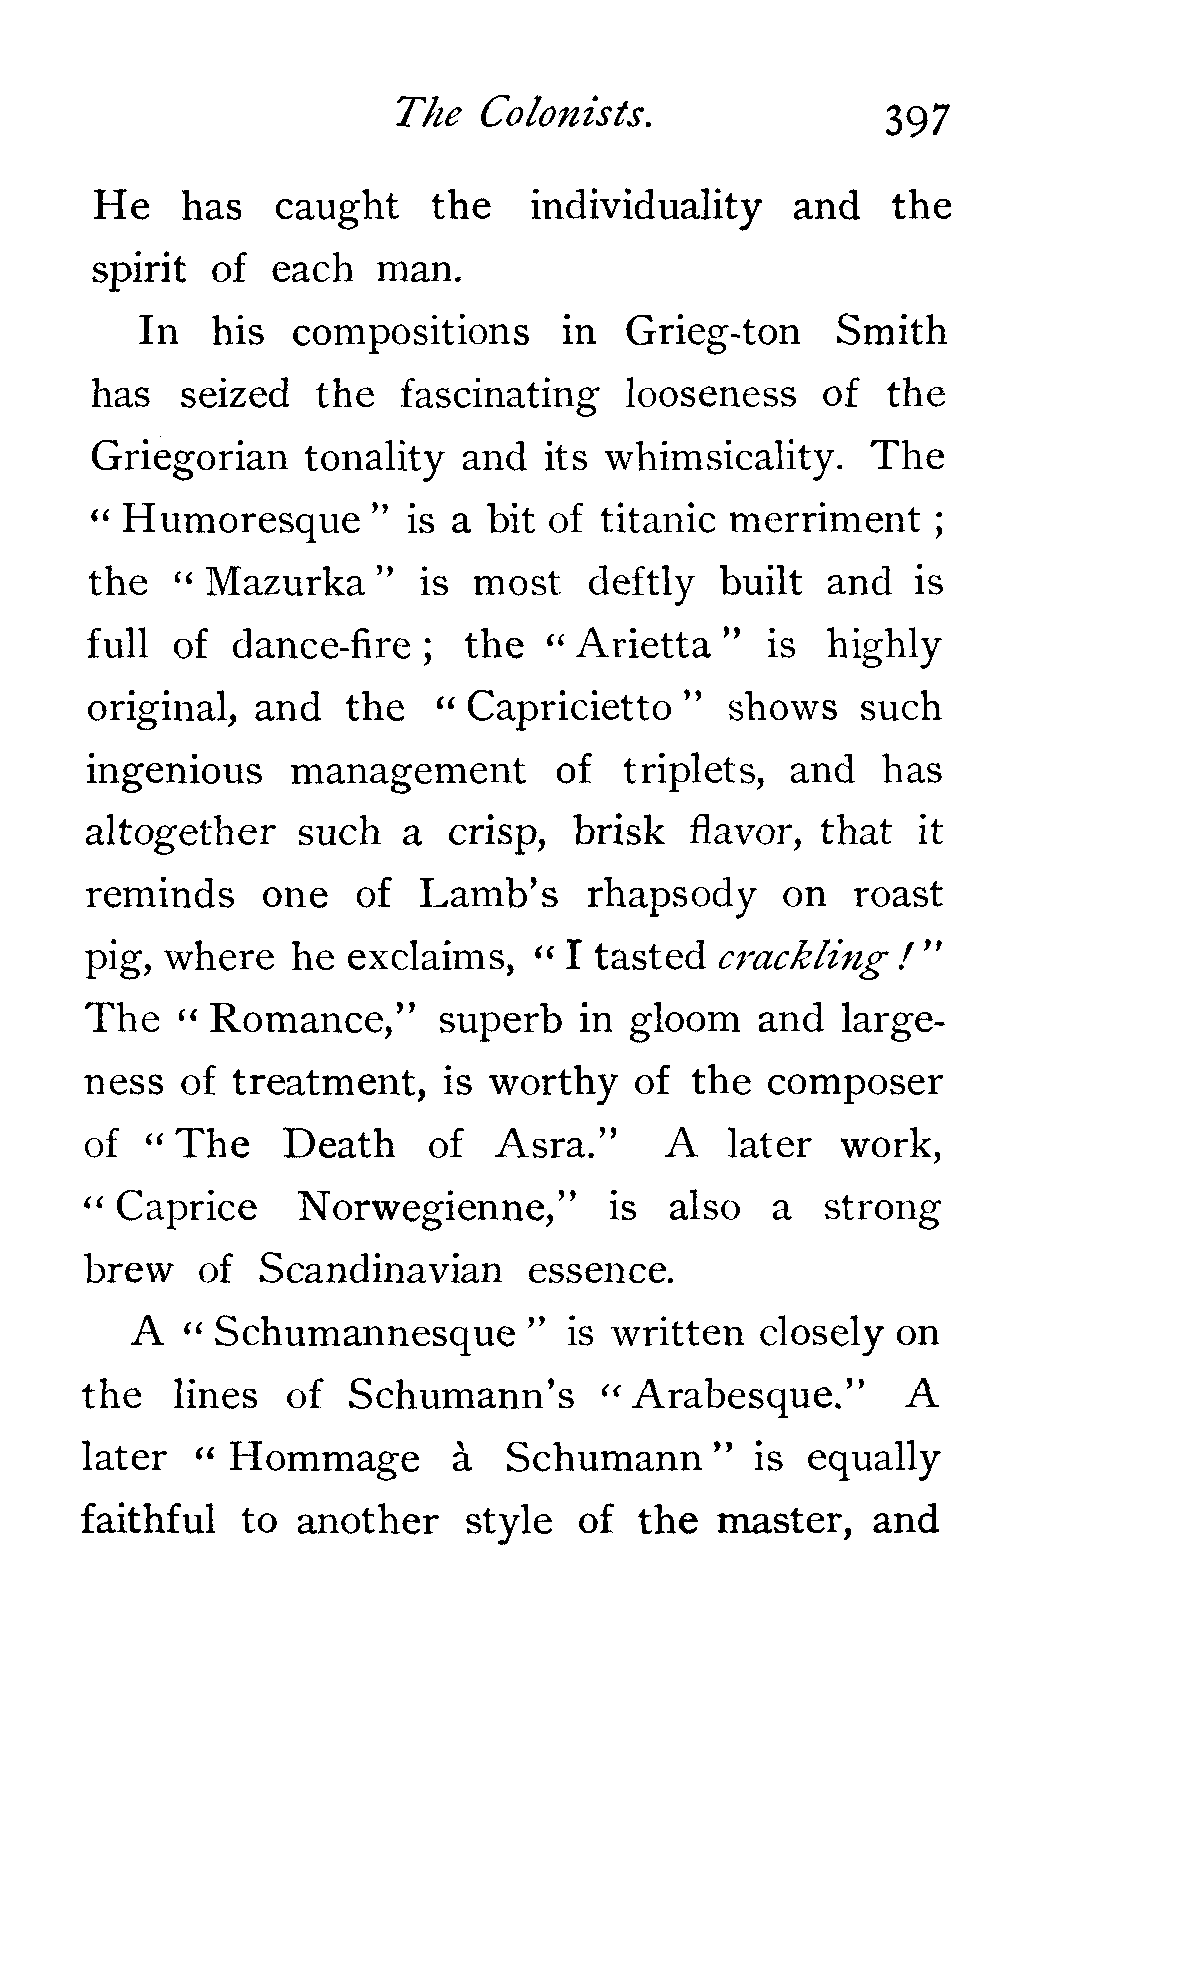 The Colonists. 397
He has caught the individuality and the
spirit of each man.
In his compositions in Grieg-ton Smith
has seized the fascinating looseness of the
Griegorian tonality and its whimsicality. The
“ Humoresque ” is a bit of titanic merriment ;
the “ Mazurka ” is most deftly built and is
full of dance-fire ; the “ Arietta ” is highly
original, and the “ Capricietto ” shows such
ingenious management of triplets, and has
altogether such a crisp, brisk flavor, that it
reminds one of Lamb’s rhapsody on roast
pig, where he exclaims, “ I tasted crackling ! ”
The “ Romance,” superb in gloom and large-
ness of treatment, is worthy of the composer
of “ The Death of Asra.” A later work,
“ Caprice Norwegienne,” is also a strong
brew of Scandinavian essence.
A “ Schumannesque ” is written closely on
the lines of Schumann’s “ Arabesque.” A
later “ Hommage à Schumann ” is equally
faithful to another style of the master, and